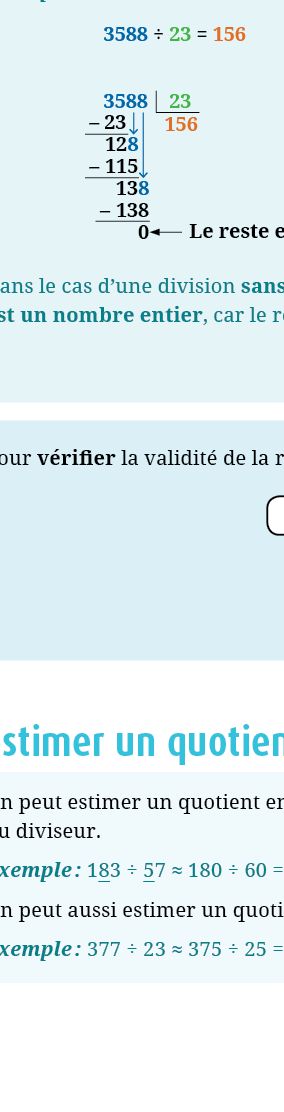 3588 ÷ 23 = 156
3588 23
– 23 156
128
– 115
138
– 138
0 Le reste e
ans le cas d’une division sans
st un nombre entier, car le r
our vérifier la validité de la r
stimer un quotien
n peut estimer un quotient en
u diviseur.
xemple : 183 ÷ 57 ≈ 180 ÷ 60 =
n peut aussi estimer un quoti
xemple : 377 ÷ 23 ≈ 375 ÷ 25 =